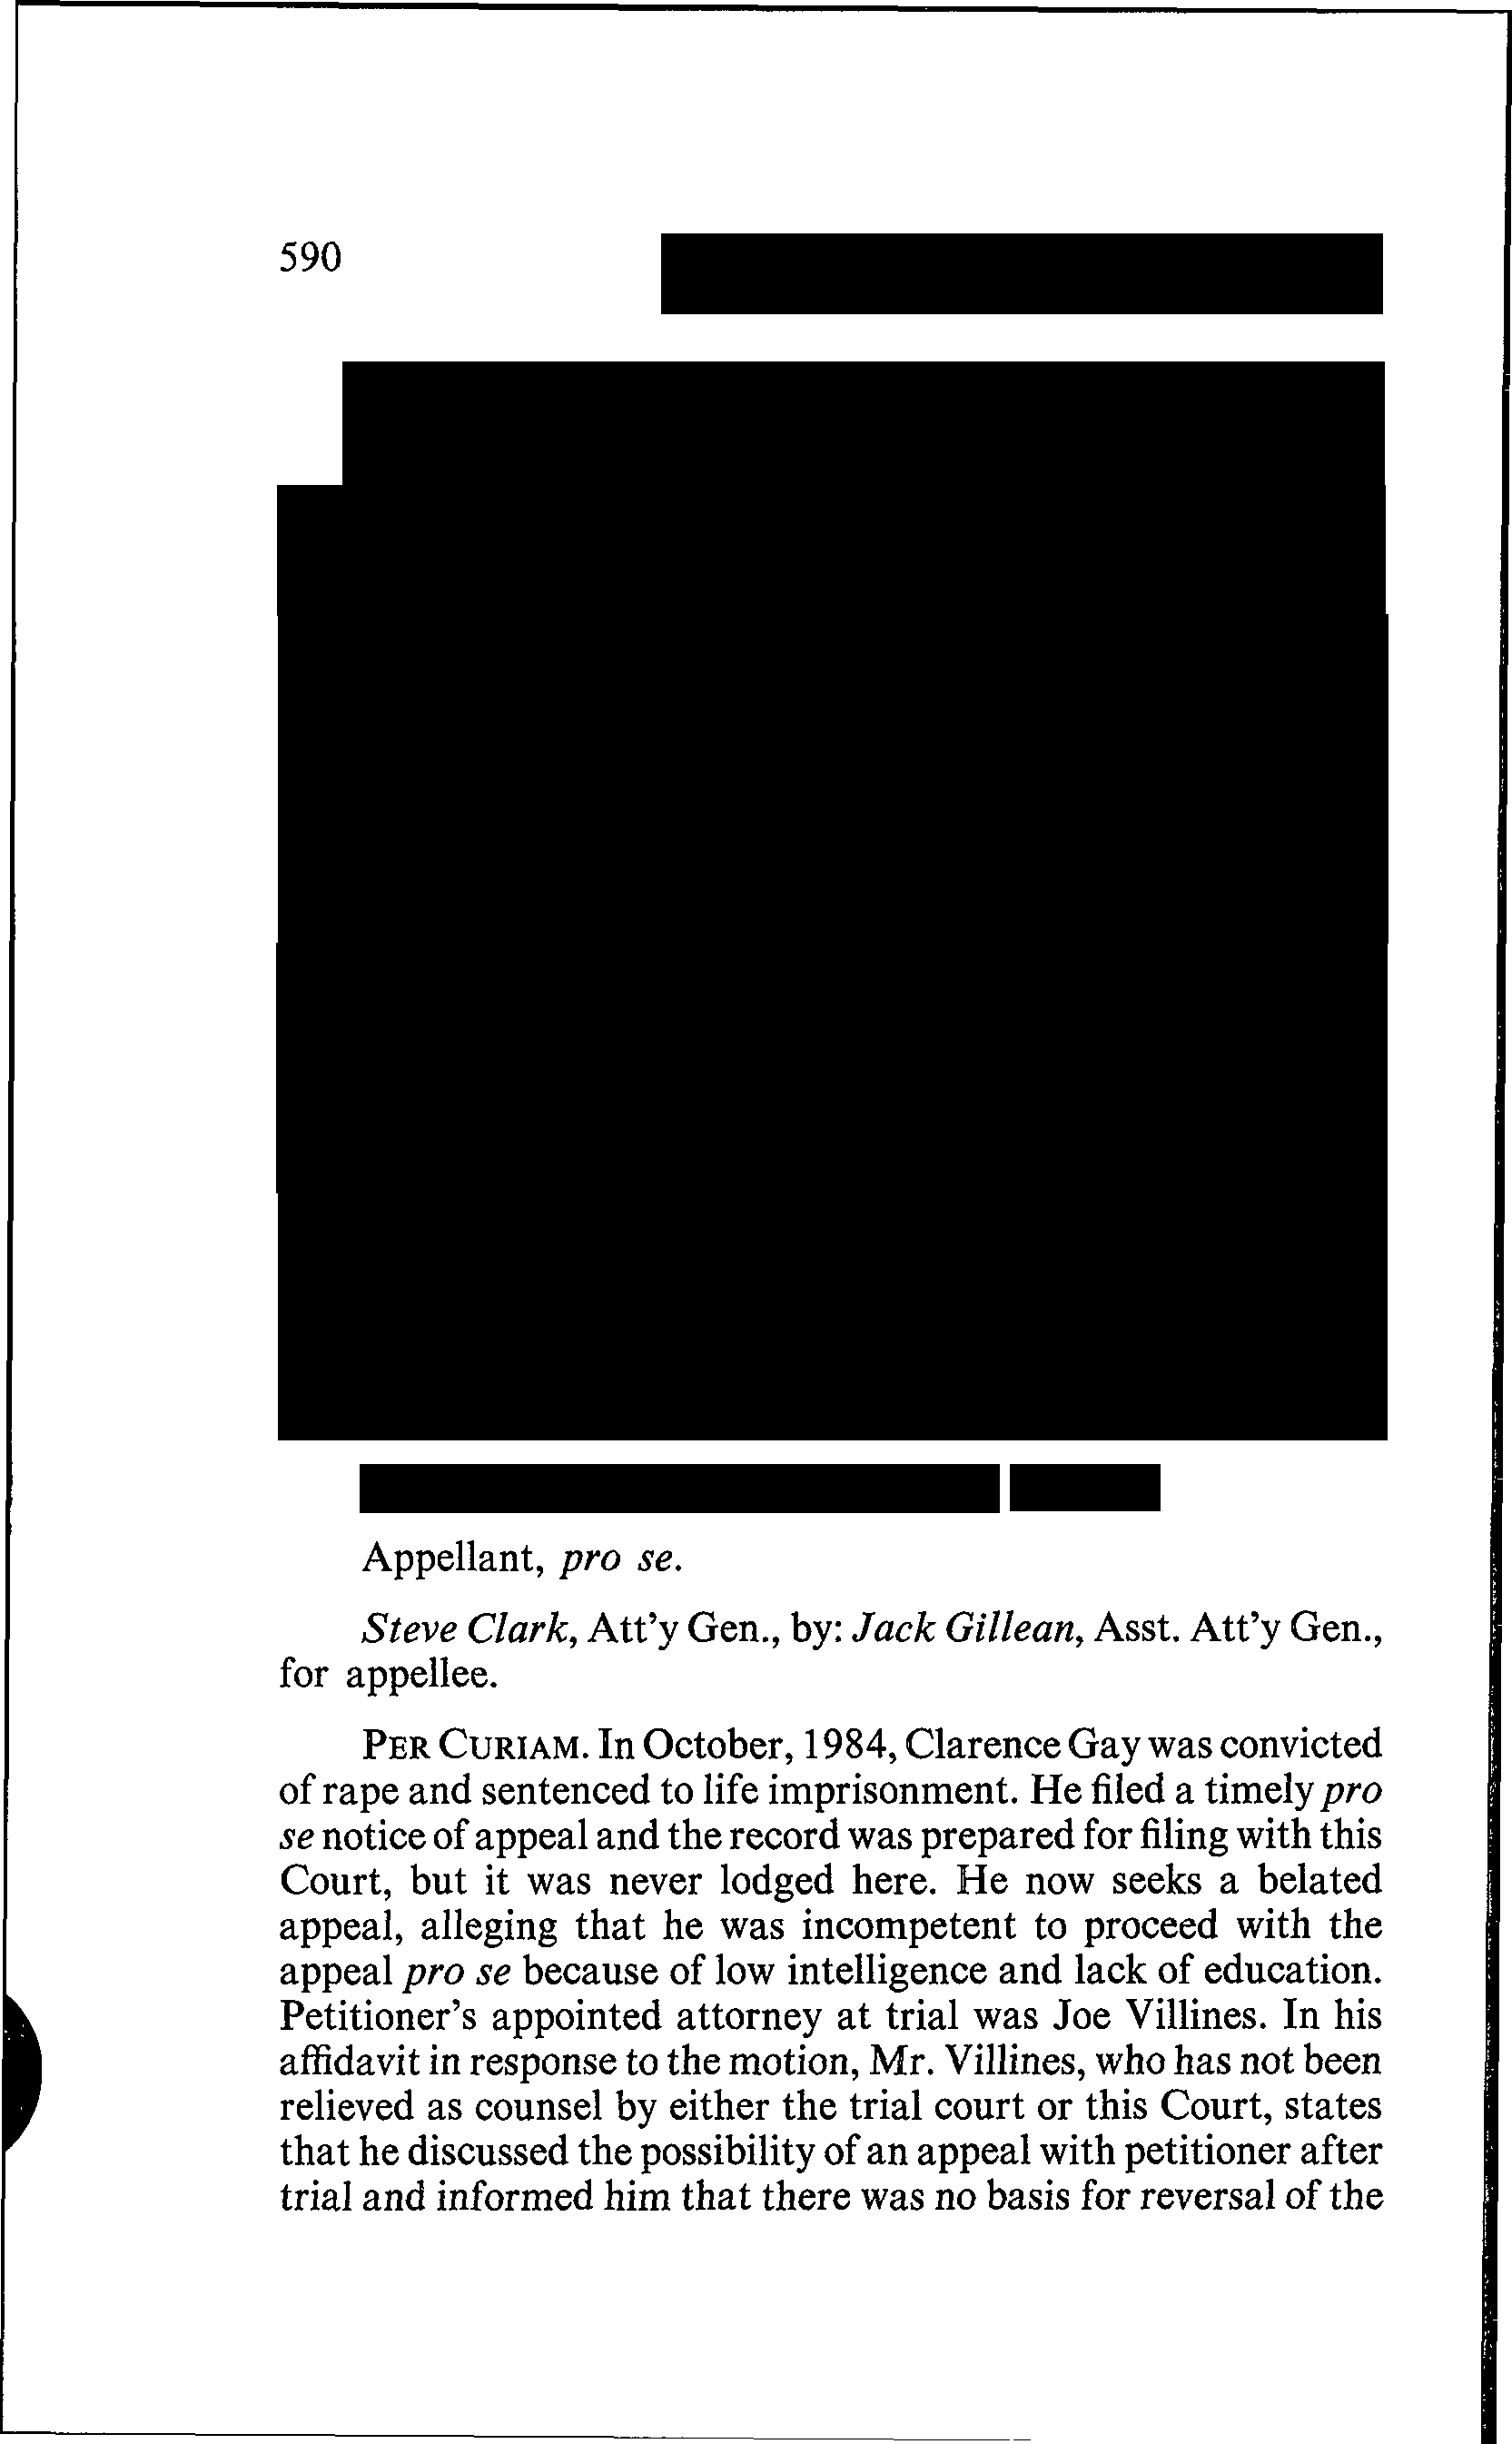 590
Appellant, pro se.
Steve Clark, Att'y Gen., by: Jack Gillean, Asst. Att'y Gen.,
for appellee.
PER CURIAM. In October, 1984, Clarence Gay was convicted
of rape and sentenced to life imprisonment. He filed a timely pro
se notice of appeal and the record was prepared for filing with this
Court, but it was never lodged here. He now seeks a belated
appeal, alleging that he was incompetent to proceed with the
appeal pro se because of low intelligence and lack of education.
Petitioner's appointed attorney at trial was Joe Villines. In his
affidavit in response to the motion, Mr. Villines, who has not been
relieved as counsel by either the trial court or this Court, states
that he discussed the possibility of an appeal with petitioner after
trial and informed him that there was no basis for reversal of the